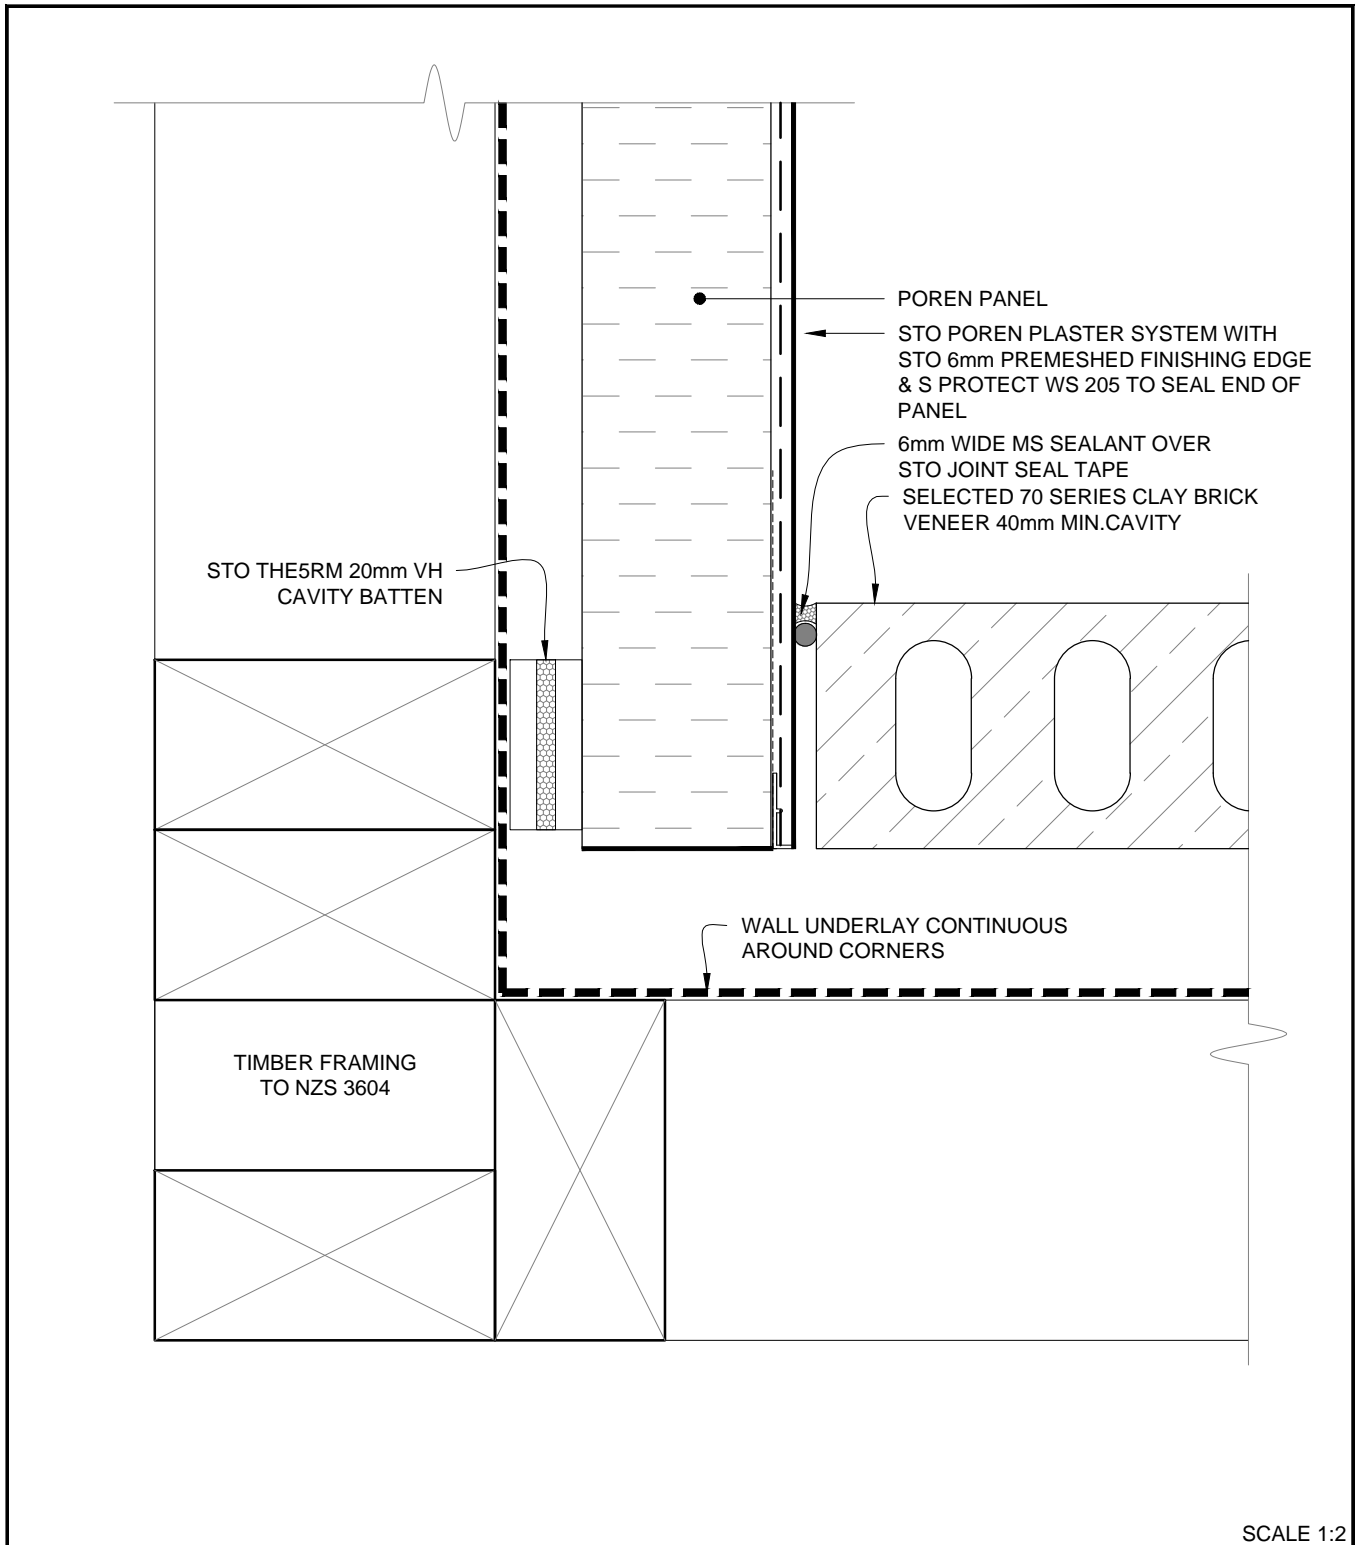 POREN PANEL
STO POREN PLASTER SYSTEM WITH
STO 6mm PREMESHED FINISHING EDGE
& S PROTECT WS 205 TO SEAL END OF
PANEL
6mm WIDE MS SEALANT OVER
STO JOINT SEAL TAPE
SELECTED 70 SERIES CLAY BRICK
VENEER 40mm MIN.CAVITY
STO THE5RM 20mm VH
CAVITY BATTEN
WALL UNDERLAY CONTINUOUS
AROUND CORNERS
TIMBER FRAMING
TO NZS 3604
SCALE 1:2